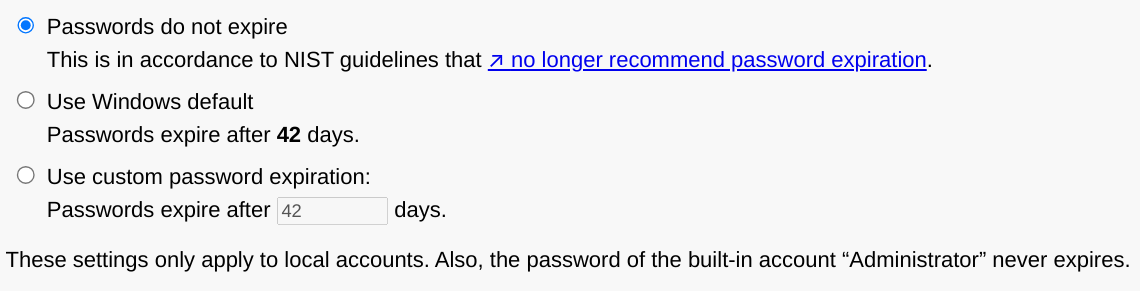 Passwords do not expire
This is in accordance to NIST guidelines that ↗ no longer recommend password expiration.
Use Windows default
Passwords expire after 42 days.
Use custom password expiration:
Passwords expire after 42 days.
These settings only apply to local accounts. Also, the password of the built-in account “Administrator” never expires.